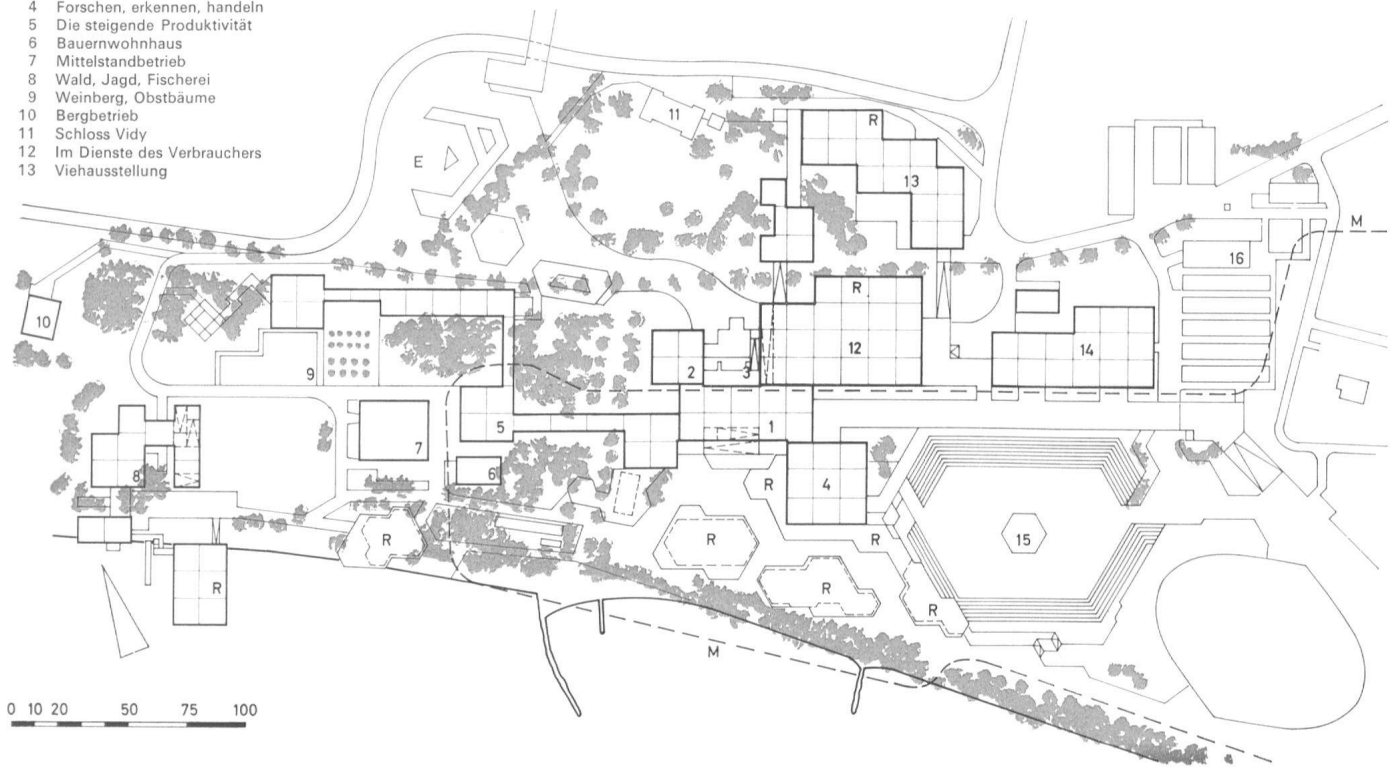 4 Forschen, erkennen, handeln
5 Die steigende Produktivität
6 Bauernwohnhaus
7 Mittelstandbetrieb
8 Wald, Jagd, Fischerei
9 Weinberg, Obstbäume
10 Bergbetrieb
11 Schloss Vidy
12 Im Dienste des Verbrauchers
13 Viehausstellung
11
R
E
13
M
16
10
R
2
3
12
14
9
5
1
7
8
6
R
4
R
R
R
15
R
R
R
M
0 10 20 50 75 100